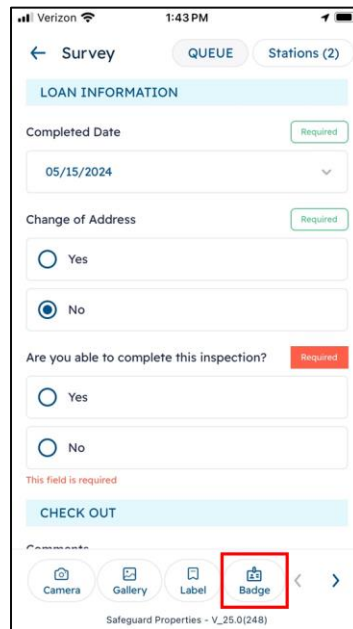 Verizon 1:43 PM
Survey QUEUE Stations (2)
LOAN INFORMATION
Completed Date Required
05/15/2024
Change of Address Required
Yes
No
Are you able to complete this inspection? Required
Yes
No
This field is required
CHECK OUT
Comments
Camera Gallery Label Badge
Safeguard Properties - V_25.0(248)